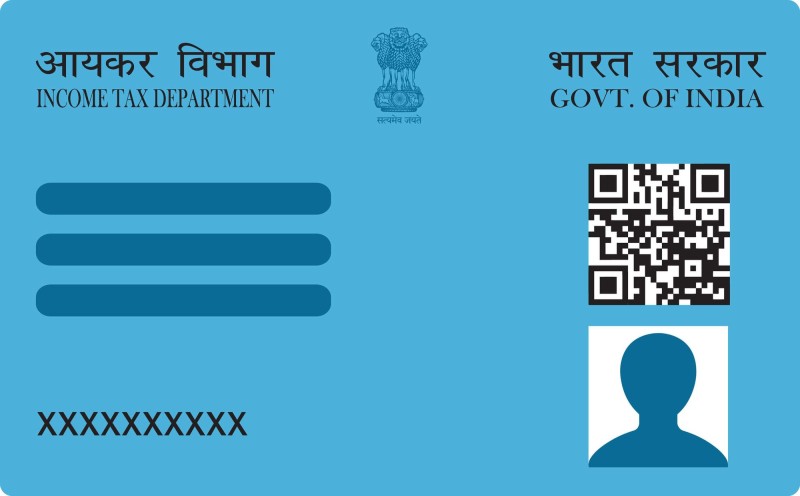 आयकर विभाग
INCOME TAX DEPARTMENT
सत्यमेव जयते
भारत सरकार
GOVT. OF INDIA
XXXXXXXXXX